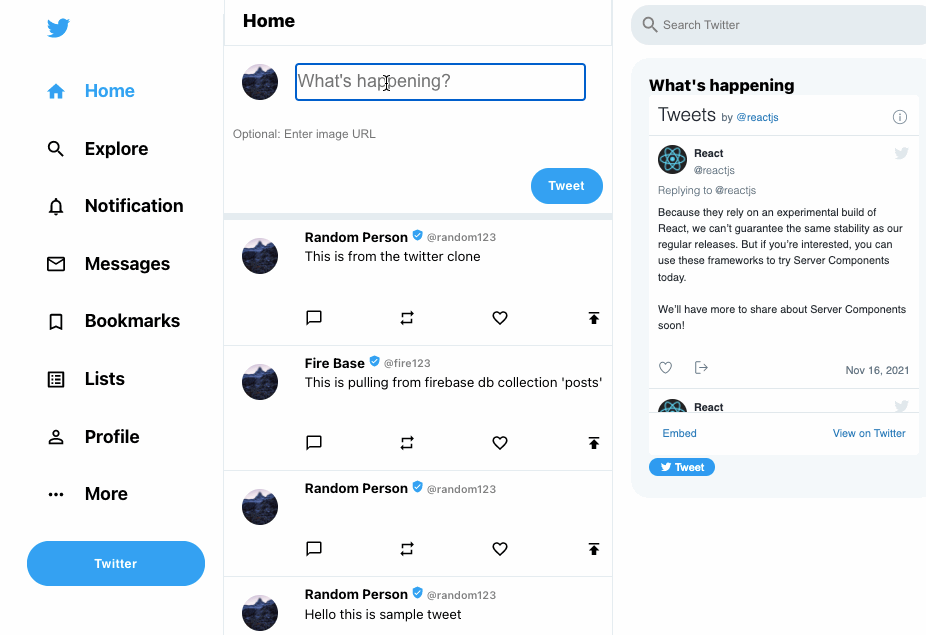 Home
Explore
Notification
Messages
Bookmarks
Lists
Profile
More
Twitter
Home
What's happening?
Optional: Enter image URL
Tweet
Random Person @random123
This is from the twitter clone
Fire Base @fire123
This is pulling from firebase db collection 'posts'
Random Person @random123
Random Person @random123
Hello this is sample tweet
Search Twitter
What's happening
Tweets by @reactjs
React
@reactjs
Replying to @reactjs
Because they rely on an experimental build of
React, we can’t guarantee the same stability as our
regular releases. But if you’re interested, you can
use these frameworks to try Server Components
today.
We’ll have more to share about Server Components
soon!
Nov 16, 2021
React
Embed
View on Twitter
Tweet